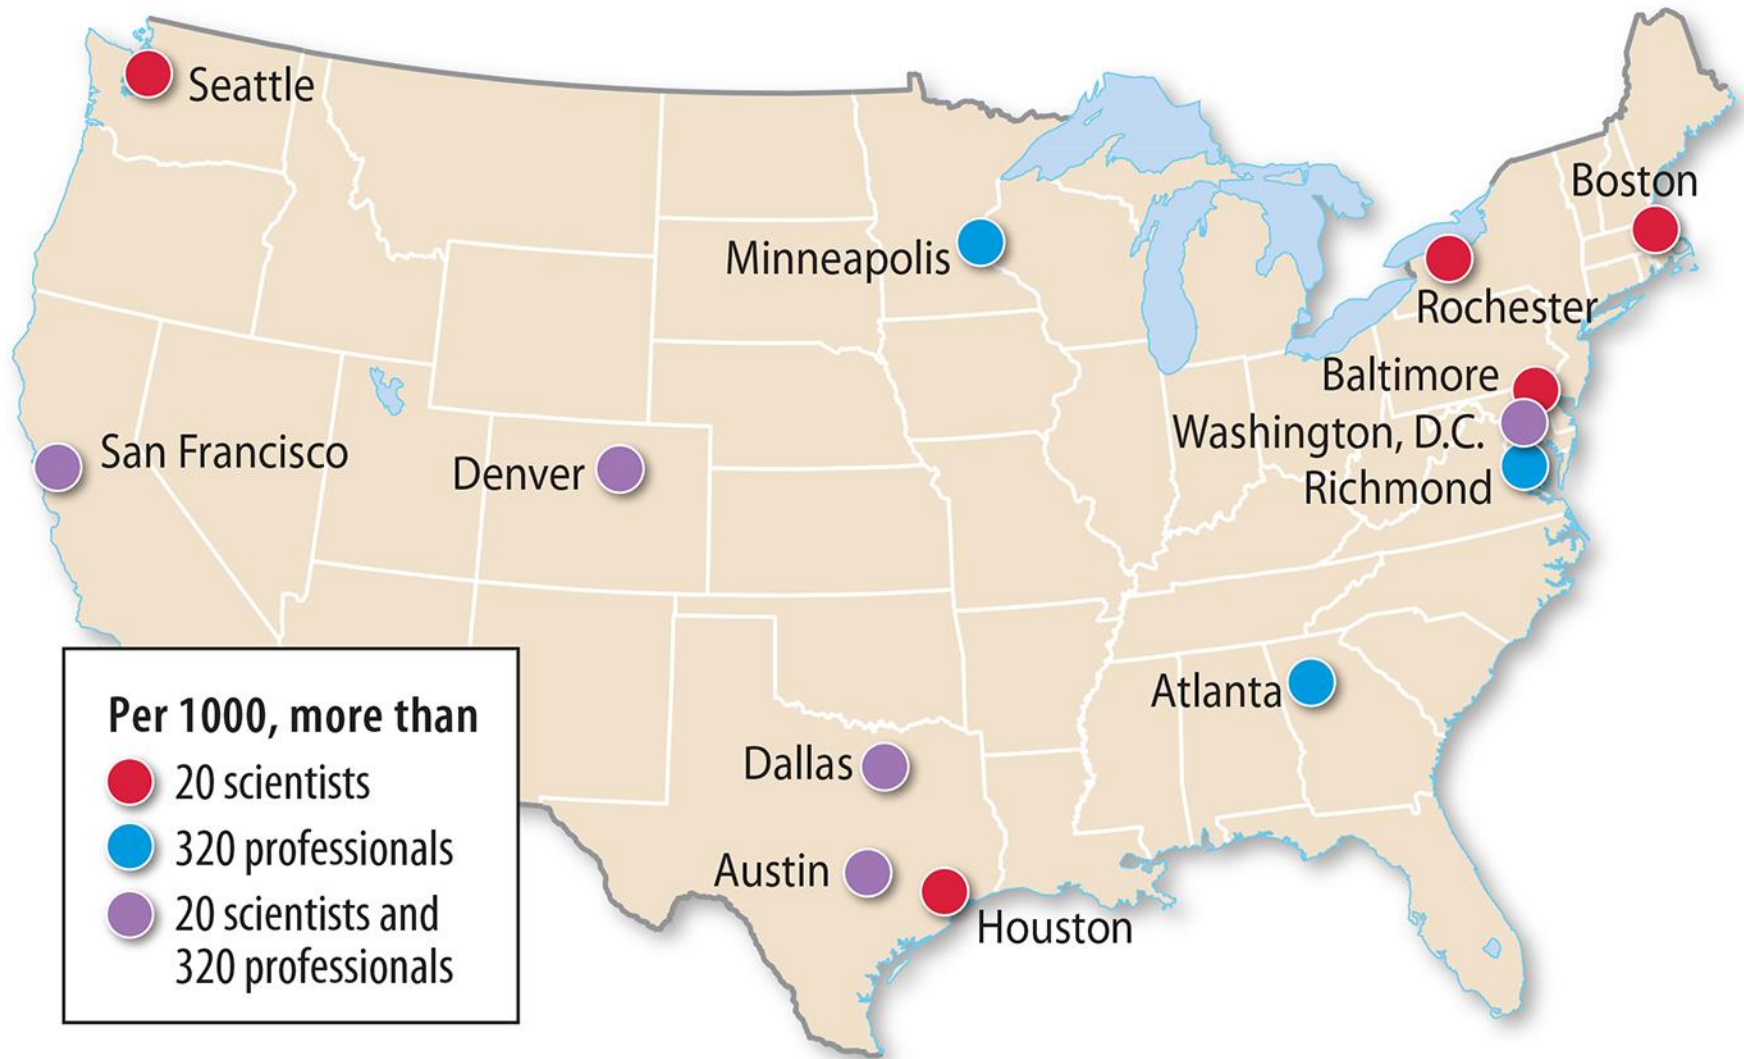 Seattle
Boston
Minneapolis
Rochester
Baltimore
Washington, D.C.
San Francisco
Denver
Richmond
Atlanta
Dallas
Austin
Houston
Per 1000, more than
20 scientists
320 professionals
20 scientists and
320 professionals